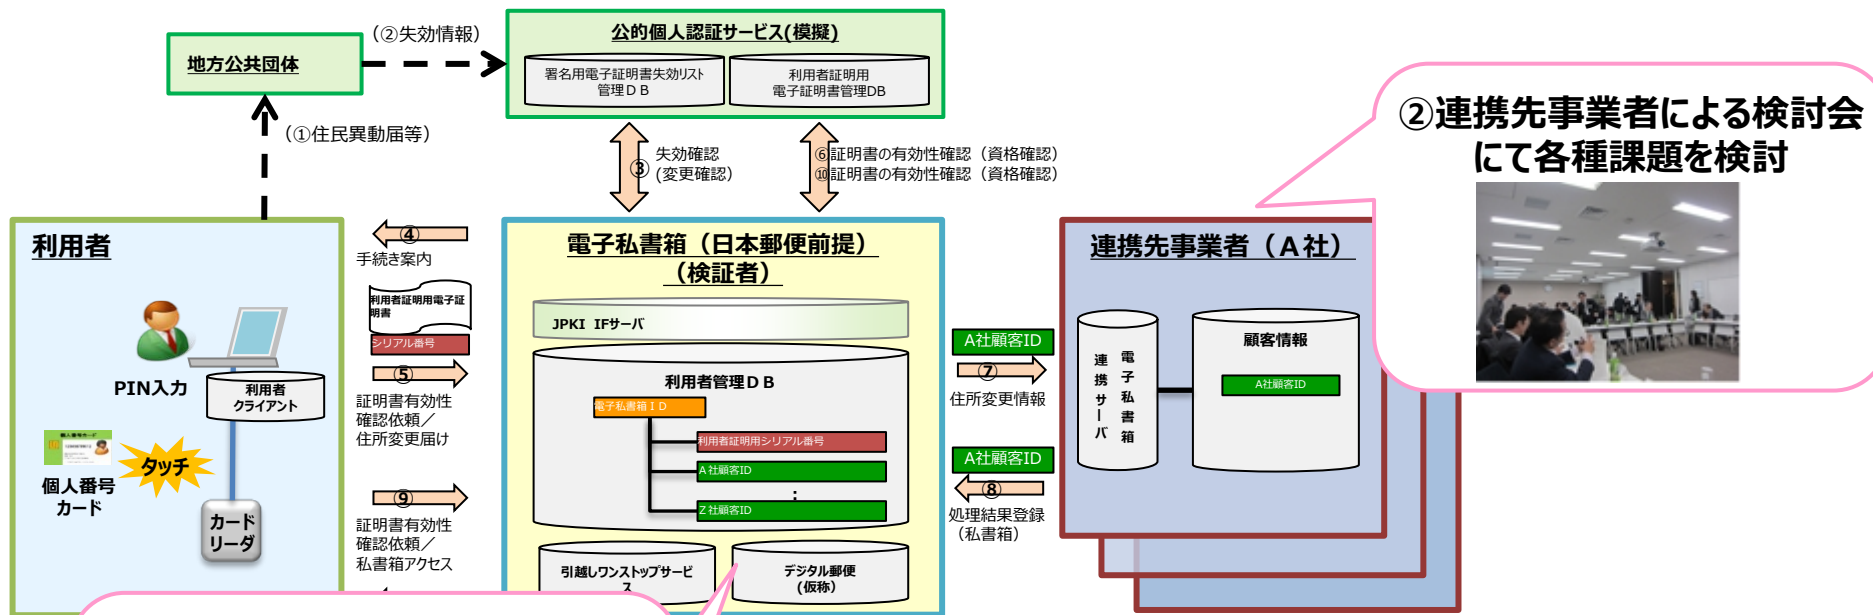 (②失効情報)
公的個人認証サービス(模擬)
地方公共団体
署名用電子証明書失効リスト
管理DB
利用者証明用
電子証明書管理DB
(①住民異動届等)
③
失効確認
(変更確認)
⑥証明書の有効性確認(資格確認)
⑩証明書の有効性確認(資格確認)
②連携先事業者による検討会
にて各種課題を検討
利用者
④
手続き案内
利用者証明用電子証
明書
シリアル番号
⑤
証明書有効性
確認依頼/
住所変更届け
PIN入力
利用者
クライアント
個人番号カード
タッチ
個人番号
カード
カード
リーダ
⑨
証明書有効性
確認依頼/
私書箱アクセス
電子私書箱(日本郵便前提)
(検証者)
JPKI IFサーバ
利用者管理DB
電子私書箱ID
利用者証明用シリアル番号
A社顧客ID
:
Z社顧客ID
引越しワンストップサービ
ス
デジタル郵便
(仮称)
A社顧客ID
⑦
住所変更情報
A社顧客ID
⑧
処理結果登録
(私書箱)
連携先事業者(A社)
電子私書箱
連携サーバ
顧客情報
A社顧客ID